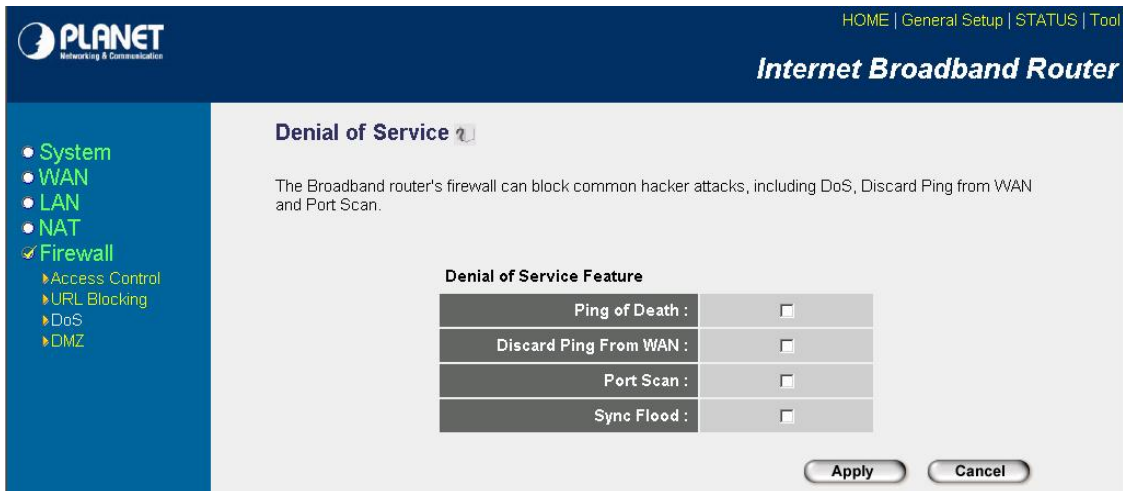 PLANET
Networking & Communication
HOME | General Setup | STATUS | Tool
Internet Broadband Router
System
WAN
LAN
NAT
Firewall
Access Control
URL Blocking
DoS
DMZ
Denial of Service
The Broadband router's firewall can block common hacker attacks, including DoS, Discard Ping from WAN
and Port Scan.
Denial of Service Feature
Ping of Death :
Discard Ping From WAN :
Port Scan :
Sync Flood :
Apply Cancel